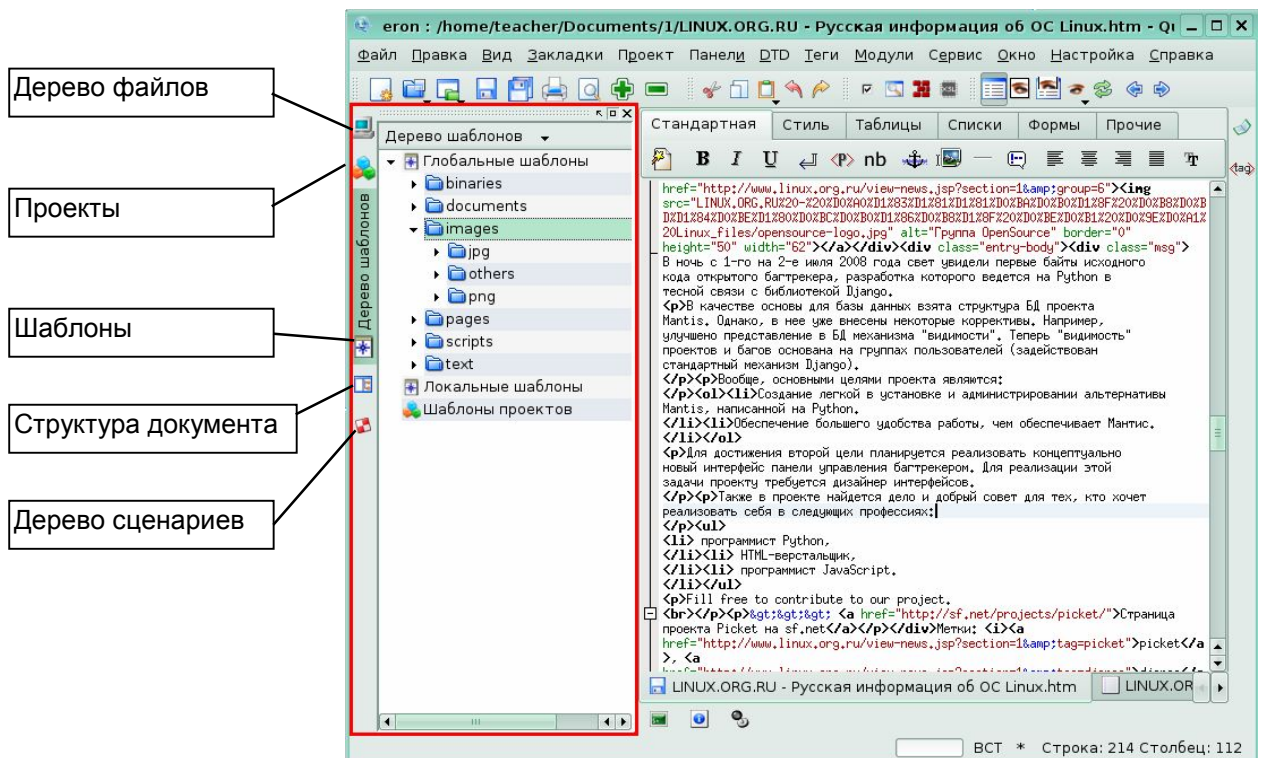 eron : /home/teacher/Documents/1/LINUX.ORG.RU - Русская информация об ОС Linux.htm - Qu
Файл Правка Вид Закладки Проект Панели DTD Теги Модули Сервис Окно Настройка Справка
Дерево файлов
Проекты
Шаблоны
Структура документа
Дерево сценариев
Дерево шаблонов
Дерево шаблонов
Глобальные шаблоны
binaries
documents
images
jpg
others
png
pages
scripts
text
Локальные шаблоны
Шаблоны проектов
Стандартная Стиль Таблицы Списки Формы Прочие
B I U <P> nb
<tag>
href="http://www.linux.org.ru/view-news.jsp?section=1&amp;group=6"><img
20Linux_files/opensource-logo.jpg" alt="Группа OpenSource" border="0"
height="50" width="62"></a></div><div class="entry-body"><div class="msg">
В ночь с 1-го на 2-е июля 2008 года свет увидели первые байты исходного
кода открытого багтрекера, разработка которого ведется на Python в
тесной связи с библиотекой Django.
<p>В качестве основы для базы данных взята структура БД проекта
Mantis. Однако, в нее уже внесены некоторые коррективы. Например,
улучшено представление в БД механизма "видимости". Теперь "видимость"
проектов и багов основана на группах пользователей (задействован
стандартный механизм Django).
</p><p>Вообще, основными целями проекта являются:
</p><ol><li>Создание легкой в установке и администрировании альтернативы
Mantis, написанной на Python.
</li><li>Обеспечение большего удобства работы, чем обеспечивает Мантис.
</li></ol>
<p>Для достижения второй цели планируется реализовать концептуально
новый интерфейс панели управления багтрекером. Для реализации этой
задачи проекту требуется дизайнер интерфейсов.
</p><p>Также в проекте найдется дело и добрый совет для тех, кто хочет
реализовать себя в следующих профессиях:
</p><ul>
<li> программист Python,
</li><li> HTML-верстальщик,
</li><li> программист JavaScript.
</li></ul>
<p>Fill free to contribute to our project.
<br></p><p>&gt;&gt;&gt; <a href="http://sf.net/projects/picket/">Страница
проекта Picket на sf.net</a></p></div>Метки: <i><a
href="http://www.linux.org.ru/view-news.jsp?section=1&amp;tag=picket">picket</a
>, <a
LINUX.ORG.RU - Русская информация об ОС Linux.htm LINUX.OR
ВСТ * Строка: 214 Столбец: 112